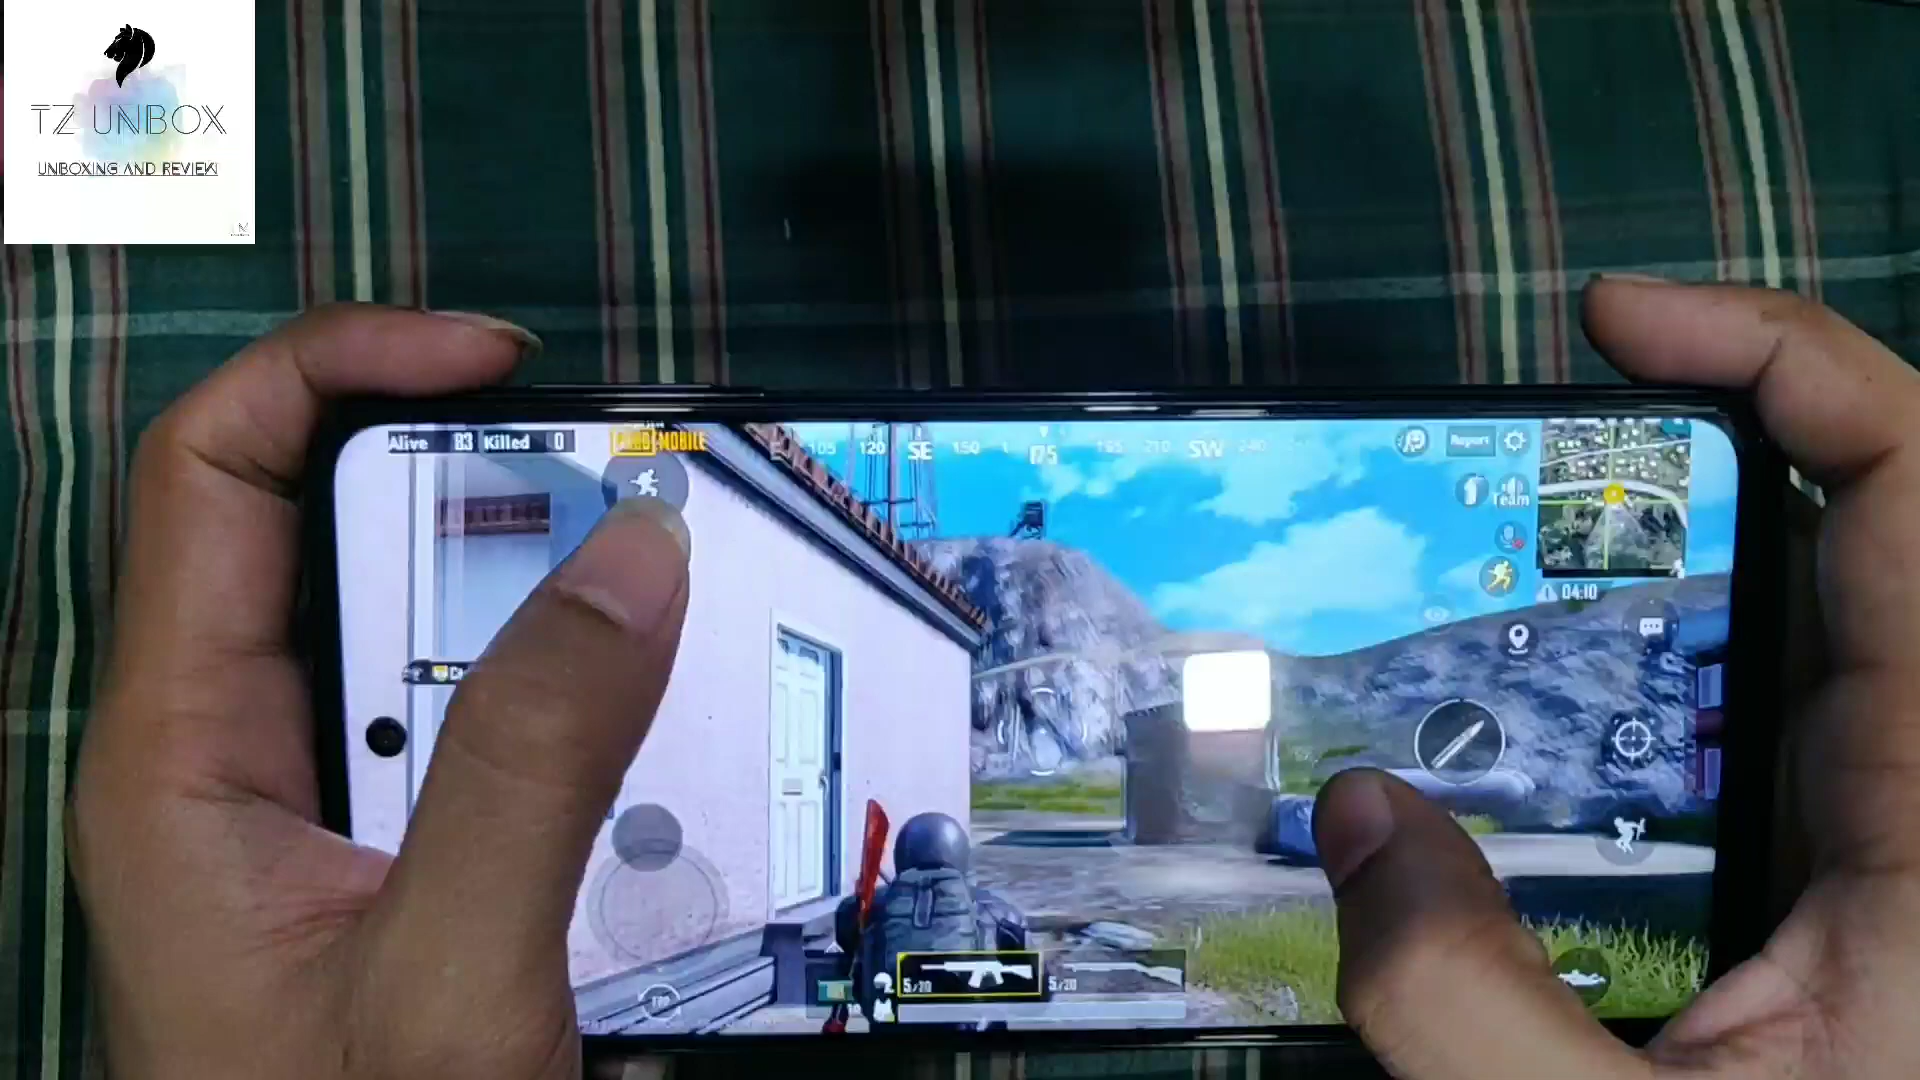 TZ UNBOX
UNBOXING AND REVIEW
Alive 83 Killed 0
MOBILE
105 120 SE 150 175 195 210 SW 240
Report
Team
04:10
5/20
5/20